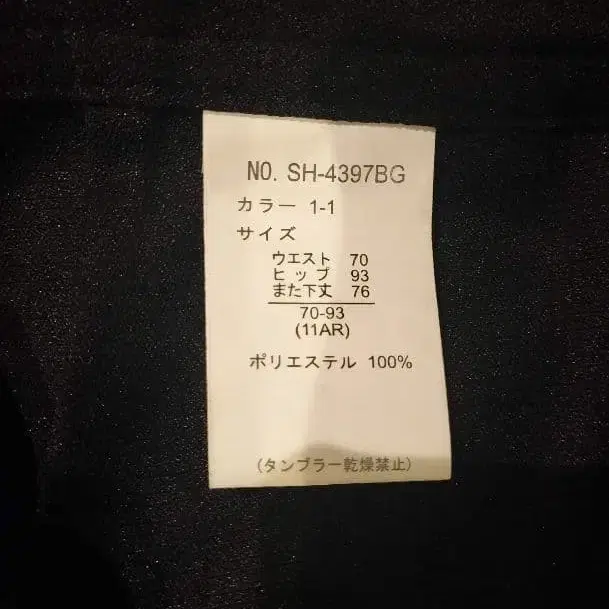 NO. SH-4397BG
カラー 1-1
サイズ
ウエスト 70
ヒップ 93
また下丈 76
70-93
(11AR)
ポリエステル 100%
(タンブラー乾燥禁止)